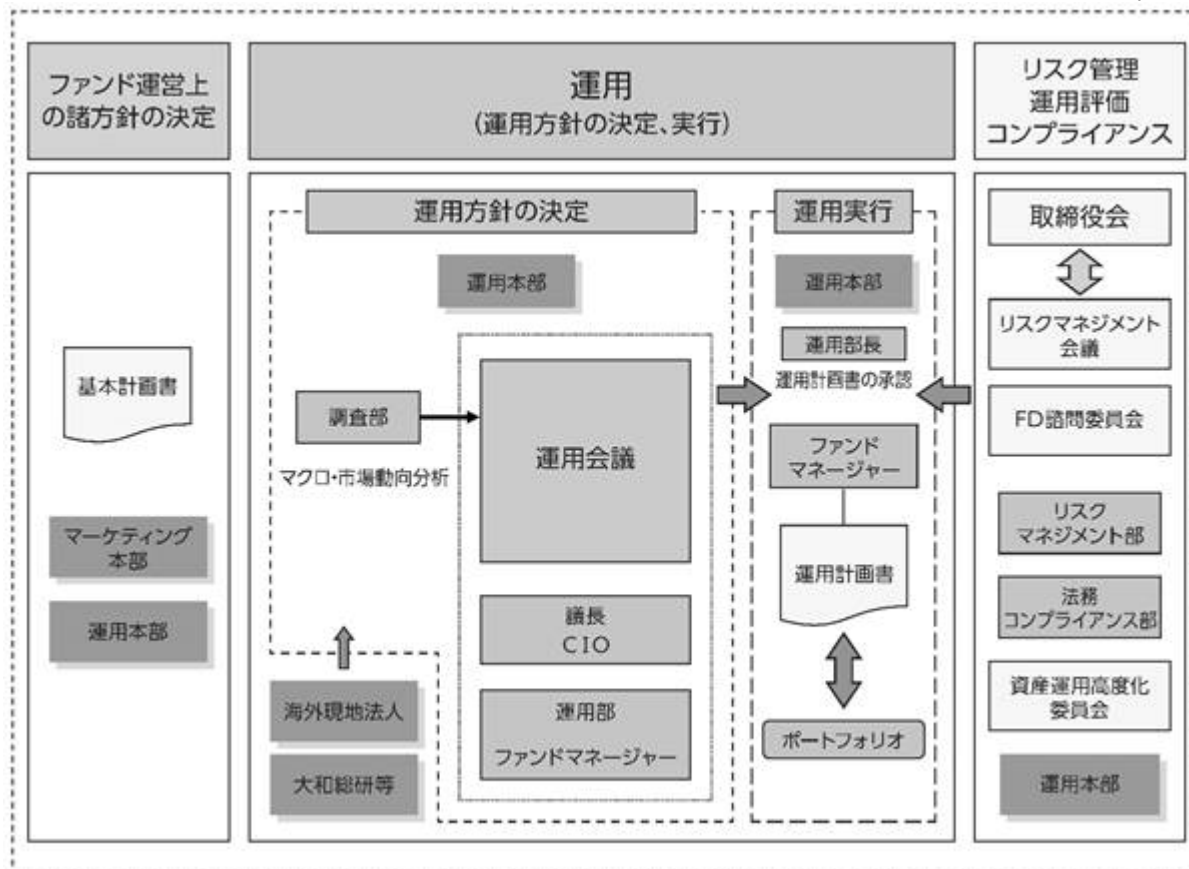 ファンド運営上
の諸方針の決定
基本計画書
マーケティング
本部
運用本部
運用
(運用方針の決定、実行)
運用方針の決定
運用本部
調査部
マクロ・市場動向分析
運用会議
議長
CIO
運用部
ファンドマネージャー
海外現地法人
大和総研等
運用実行
運用本部
運用部長
運用計画書の承認
ファンド
マネージャー
運用計画書
ポートフォリオ
リスク管理
運用評価
コンプライアンス
取締役会
リスクマネジメント
会議
FD諮問委員会
リスク
マネジメント部
法務
コンプライアンス部
資産運用高度化
委員会
運用本部